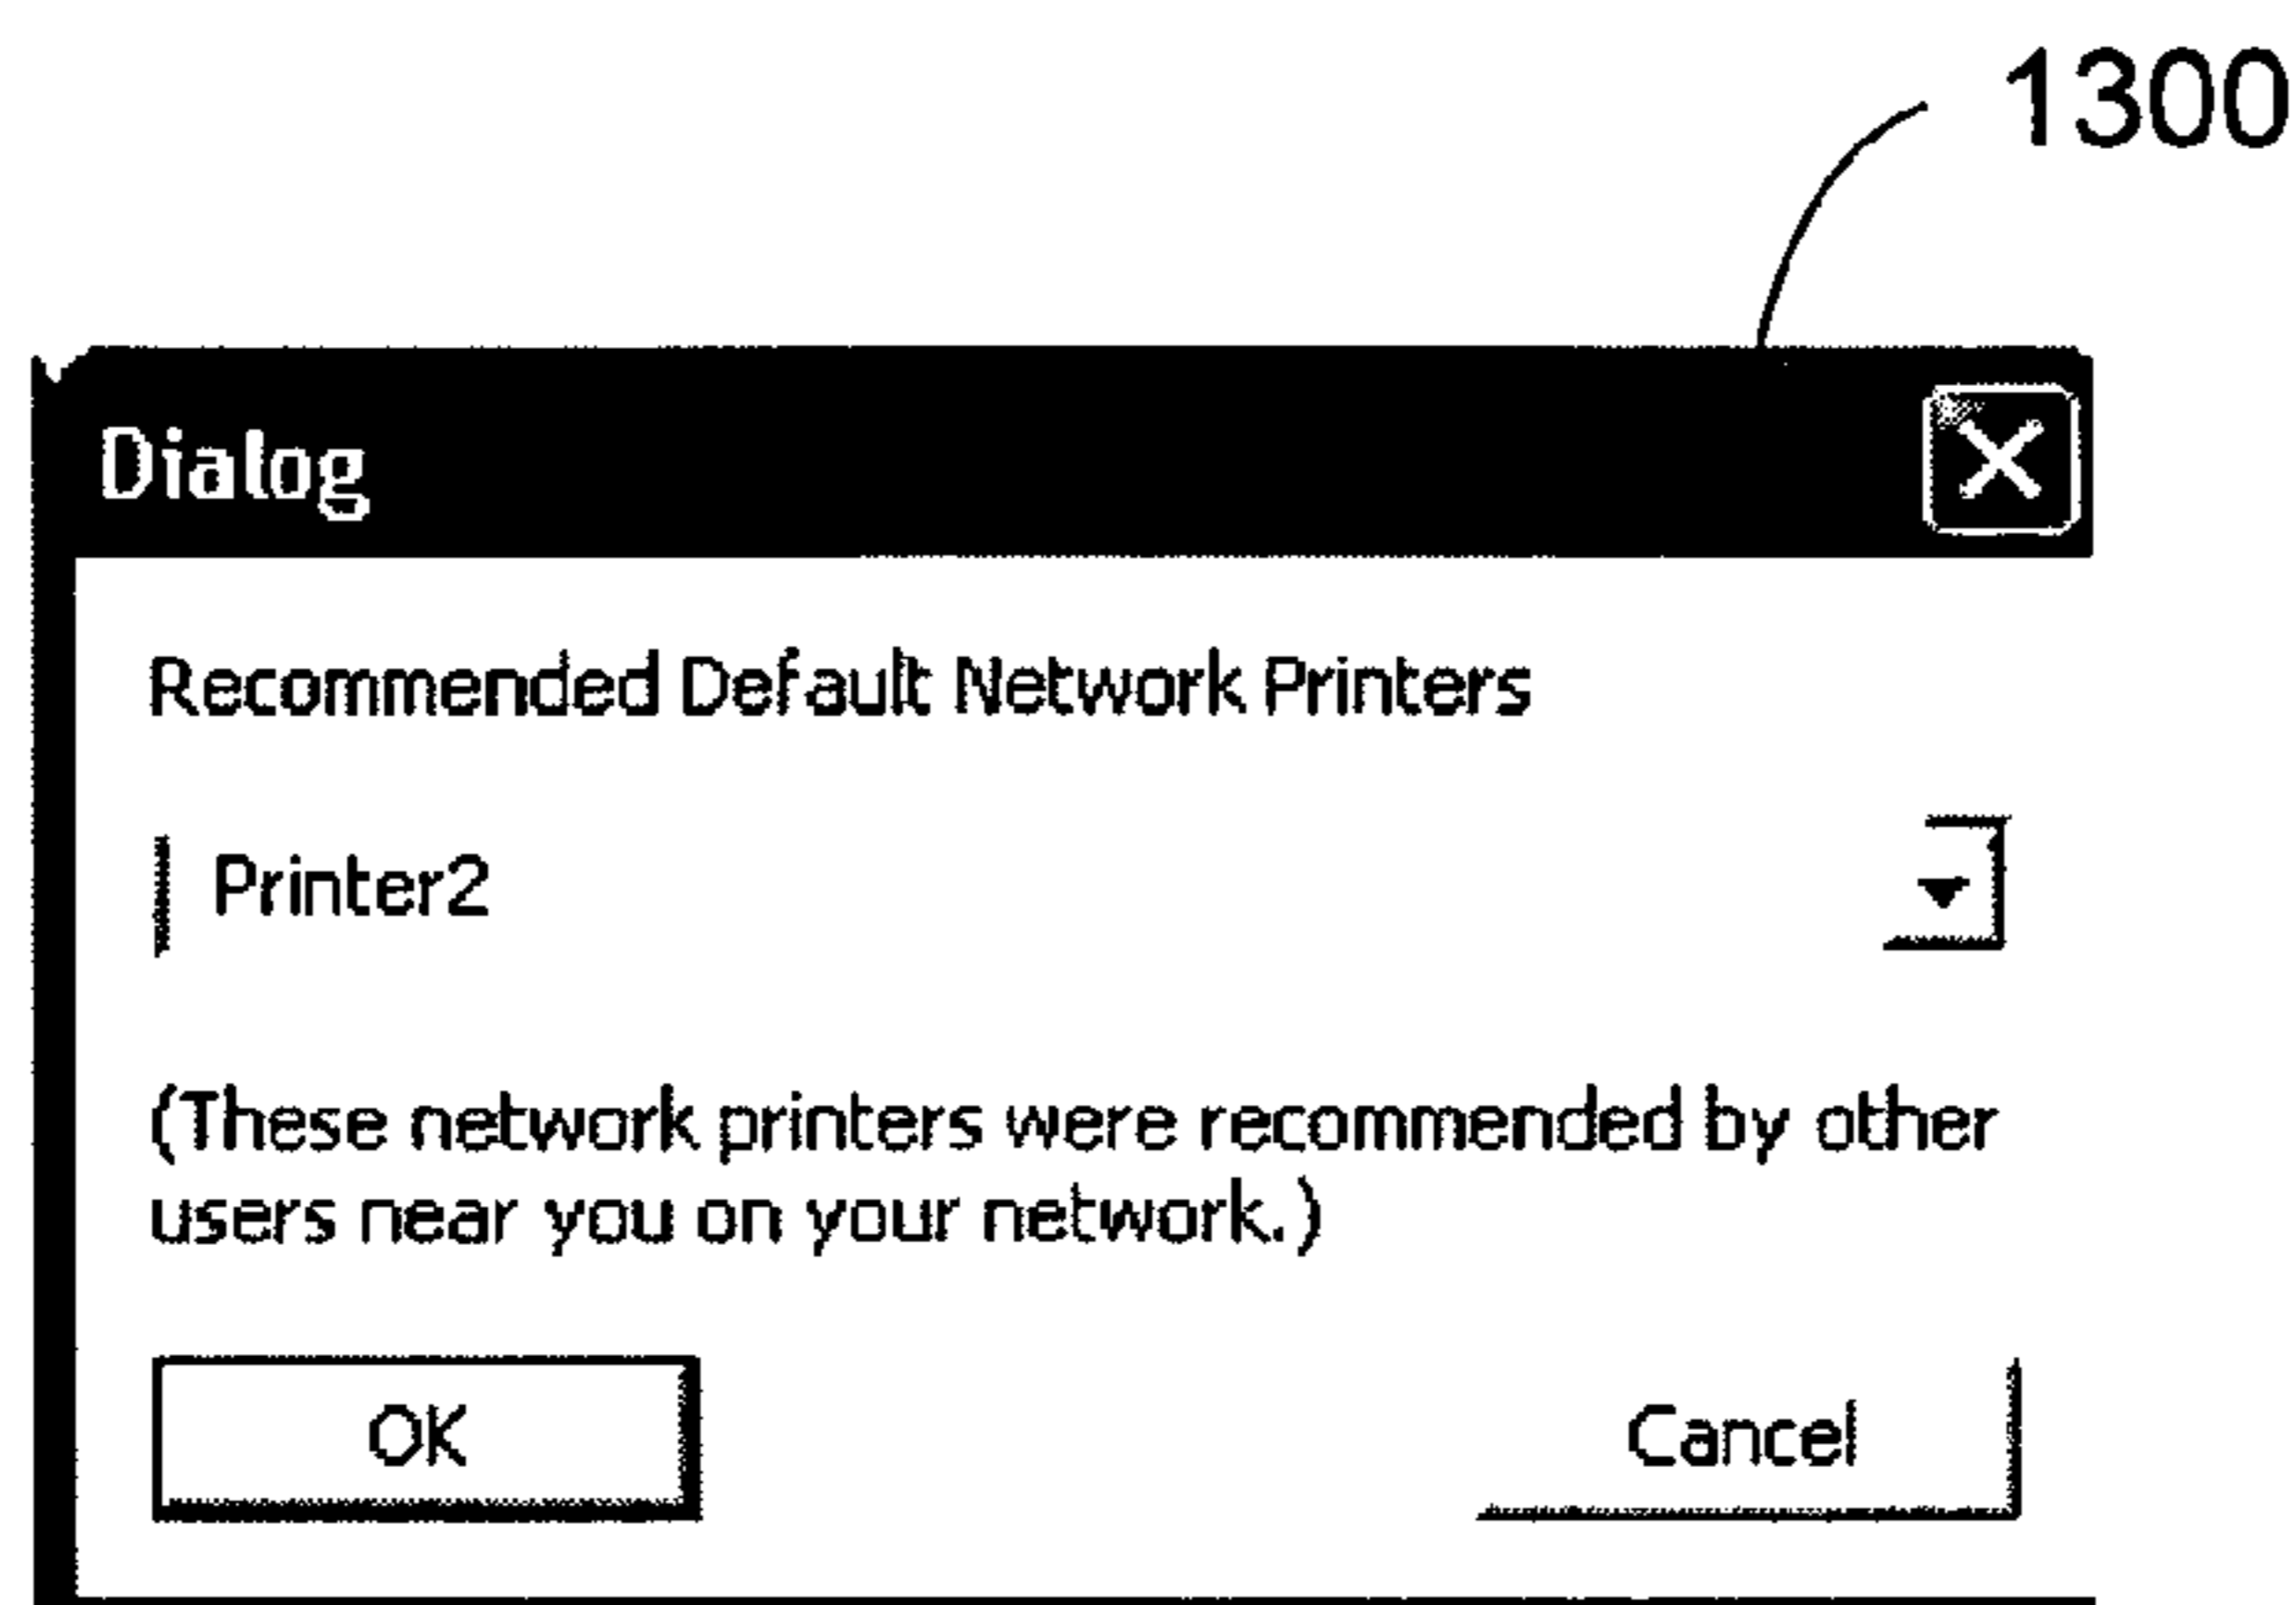 1300
Dialog
Recommended Default Network Printers
Printer2
(These network printers were recommended by other
users near you on your network.)
OK
Cancel